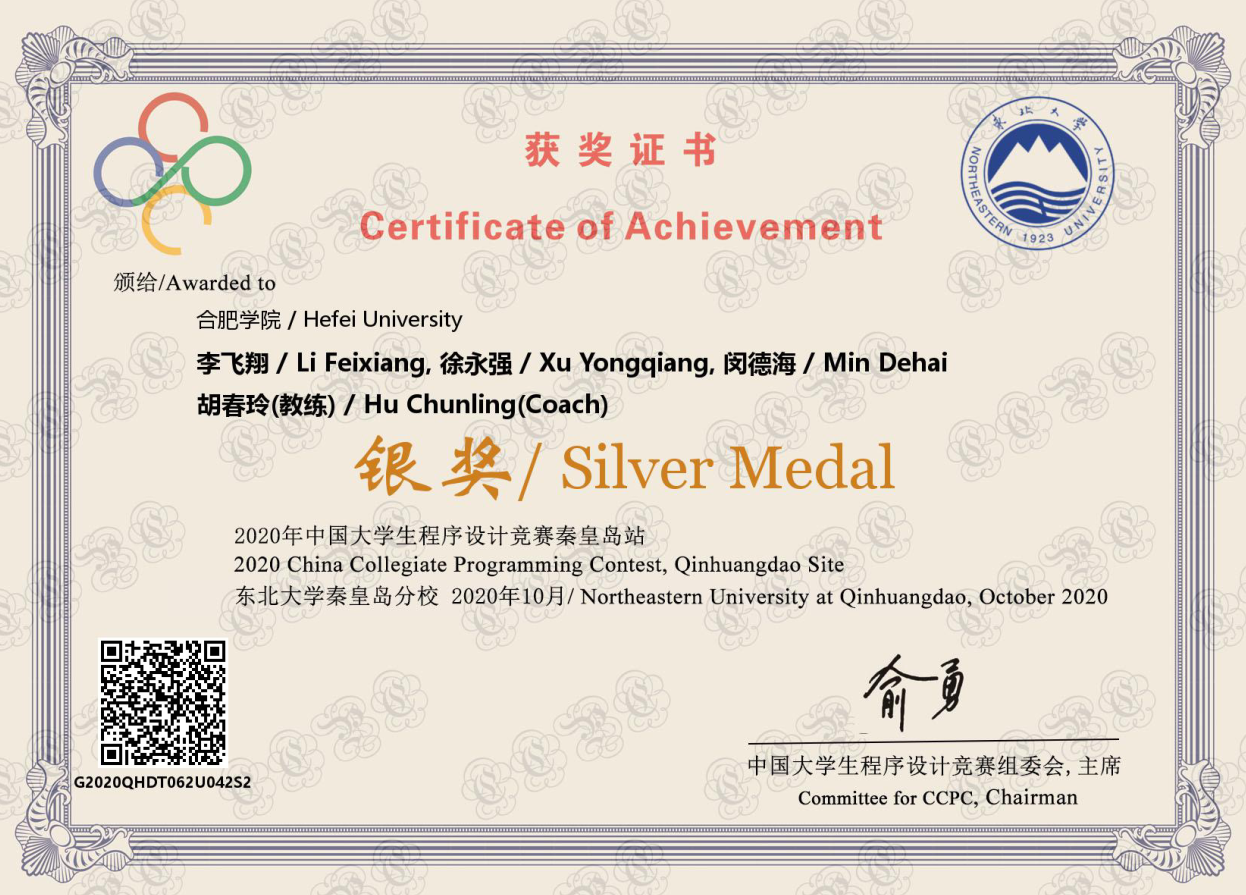 获奖证书
Certificate of Achievement
東北大学
NORTHEASTERN 1923 UNIVERSITY
颁给/Awarded to
合肥学院 / Hefei University
李飞翔 / Li Feixiang, 徐永强 / Xu Yongqiang, 闵德海 / Min Dehai
胡春玲(教练) / Hu Chunling(Coach)
银奖/ Silver Medal
2020年中国大学生程序设计竞赛秦皇岛站
2020 China Collegiate Programming Contest, Qinhuangdao Site
东北大学秦皇岛分校 2020年10月/ Northeastern University at Qinhuangdao, October 2020
俞勇
G2020QHDT062U042S2
中国大学生程序设计竞赛组委会, 主席
Committee for CCPC, Chairman